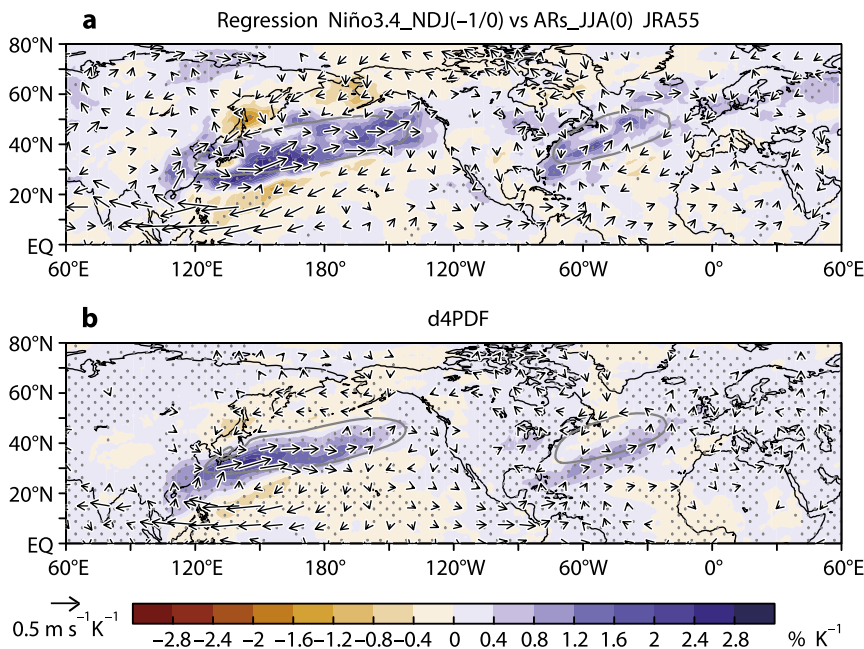 a Regression Niño3.4_NDJ(−1/0) vs ARs_JJA(0) JRA55
80°N
60°N
40°N
20°N
EQ
60°E 120°E 180° 120°W 60°W 0° 60°E
b d4PDF
80°N
60°N
40°N
20°N
EQ
60°E 120°E 180° 120°W 60°W 0° 60°E
0.5 m s⁻¹K⁻¹ −2.8 −2.4 −2 −1.6 −1.2 −0.8 −0.4 0 0.4 0.8 1.2 1.6 2 2.4 2.8 % K⁻¹